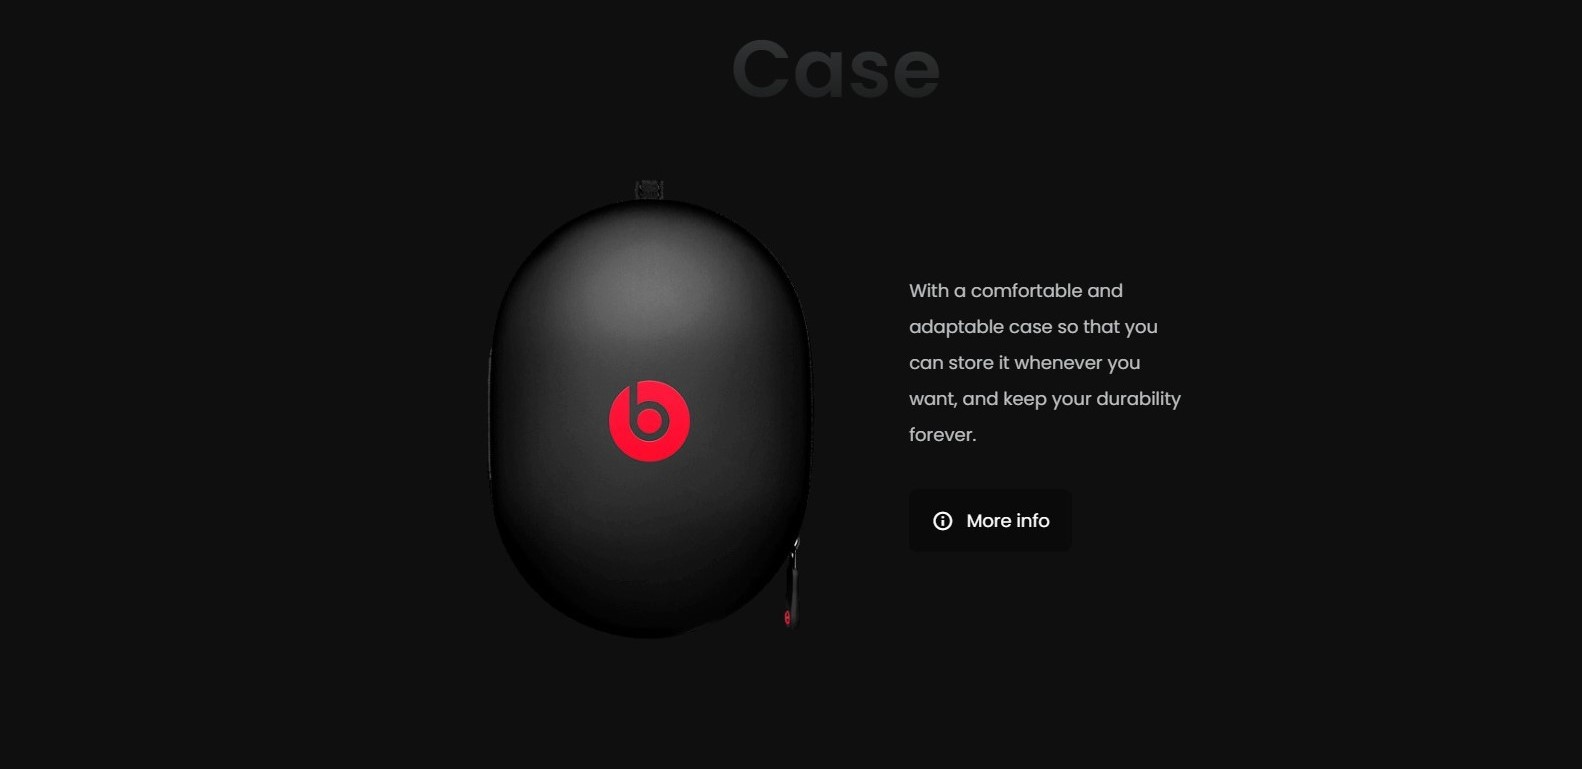 Case
With a comfortable and
adaptable case so that you
can store it whenever you
want, and keep your durability
forever.
More info